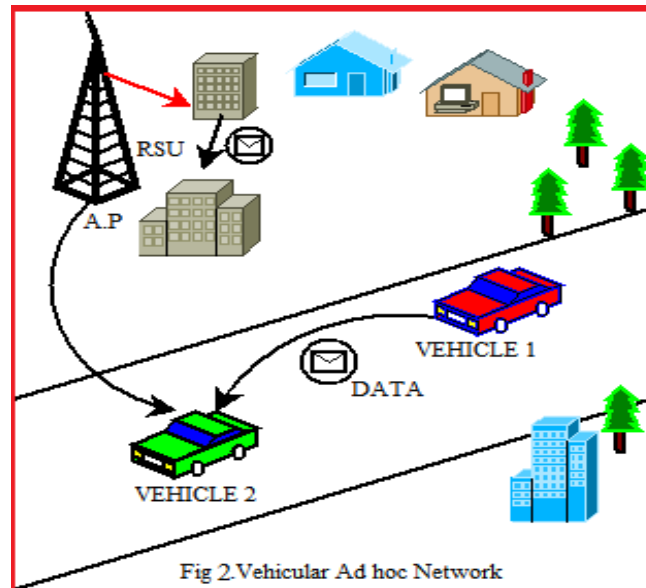 RSU
A.P
VEHICLE 1
DATA
VEHICLE 2
Fig 2.Vehicular Ad hoc Network